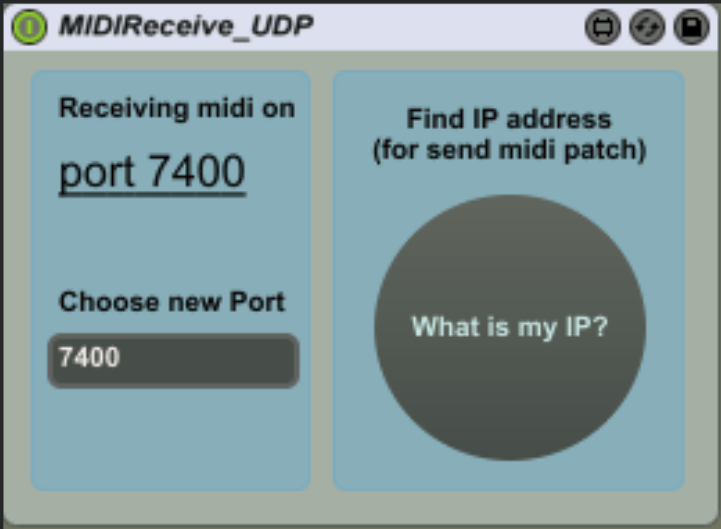 MIDIReceive_UDP
Receiving midi on
port 7400
Choose new Port
7400
Find IP address
(for send midi patch)
What is my IP?